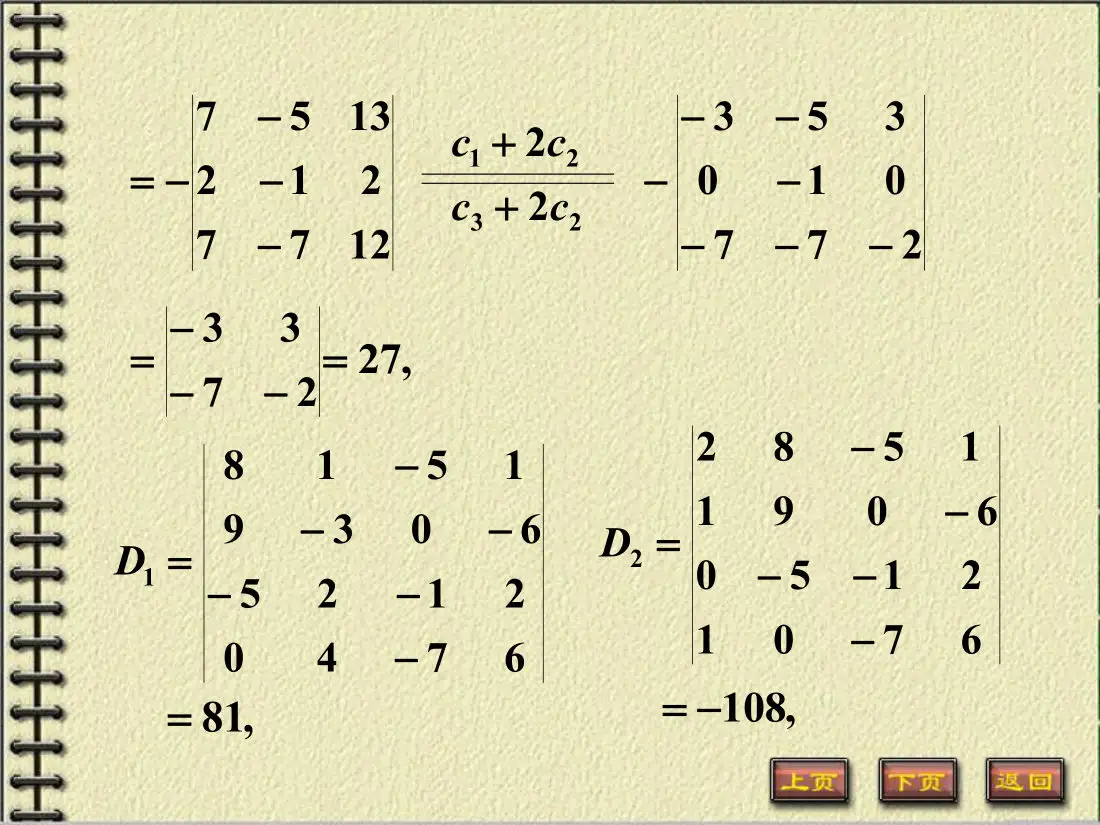 = − | 7 −5 13 | c₁ + 2c₂ − | −3 −5 3 |
| 2 −1 2 | c₃ + 2c₂ | 0 −1 0 |
| 7 −7 12 | | −7 −7 −2 |
= | −3 3 | = 27,
| −7 −2 |
D₁ = | 8 1 −5 1 |
| 9 −3 0 −6 |
| −5 2 −1 2 |
| 0 4 −7 6 |
= 81,
D₂ = | 2 8 −5 1 |
| 1 9 0 −6 |
| 0 −5 −1 2 |
| 1 0 −7 6 |
= −108,
上页 下页 返回